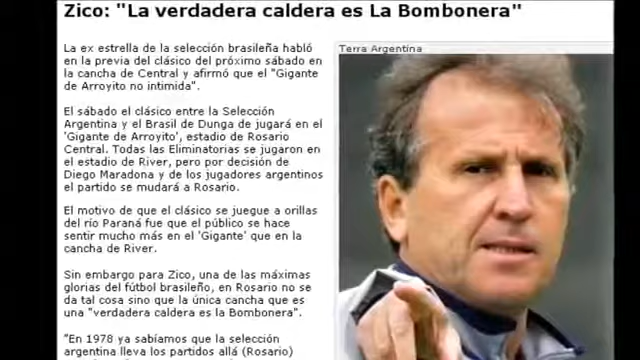 Zico: "La verdadera caldera es La Bombonera"
La ex estrella de la selección brasileña habló
en la previa del clásico del próximo sábado en
la cancha de Central y afirmó que el "Gigante
de Arroyito no intimida".
Terra Argentina
El sábado el clásico entre la Selección
Argentina y el Brasil de Dunga de jugará en el
'Gigante de Arroyito', estadio de Rosario
Central. Todas las Eliminatorias se jugaron en
el estadio de River, pero por decisión de
Diego Maradona y de los jugadores argentinos
el partido se mudará a Rosario.
El motivo de que el clásico se juegue a orillas
del río Paraná fue que el público se hace
sentir mucho más en el 'Gigante' que en la
cancha de River.
Sin embargo para Zico, una de las máximas
glorias del fútbol brasileño, en Rosario no se
da tal cosa sino que la única cancha que es
una "verdadera caldera es la Bombonera".
"En 1978 ya sabíamos que la selección
argentina lleva los partidos allá (Rosario)